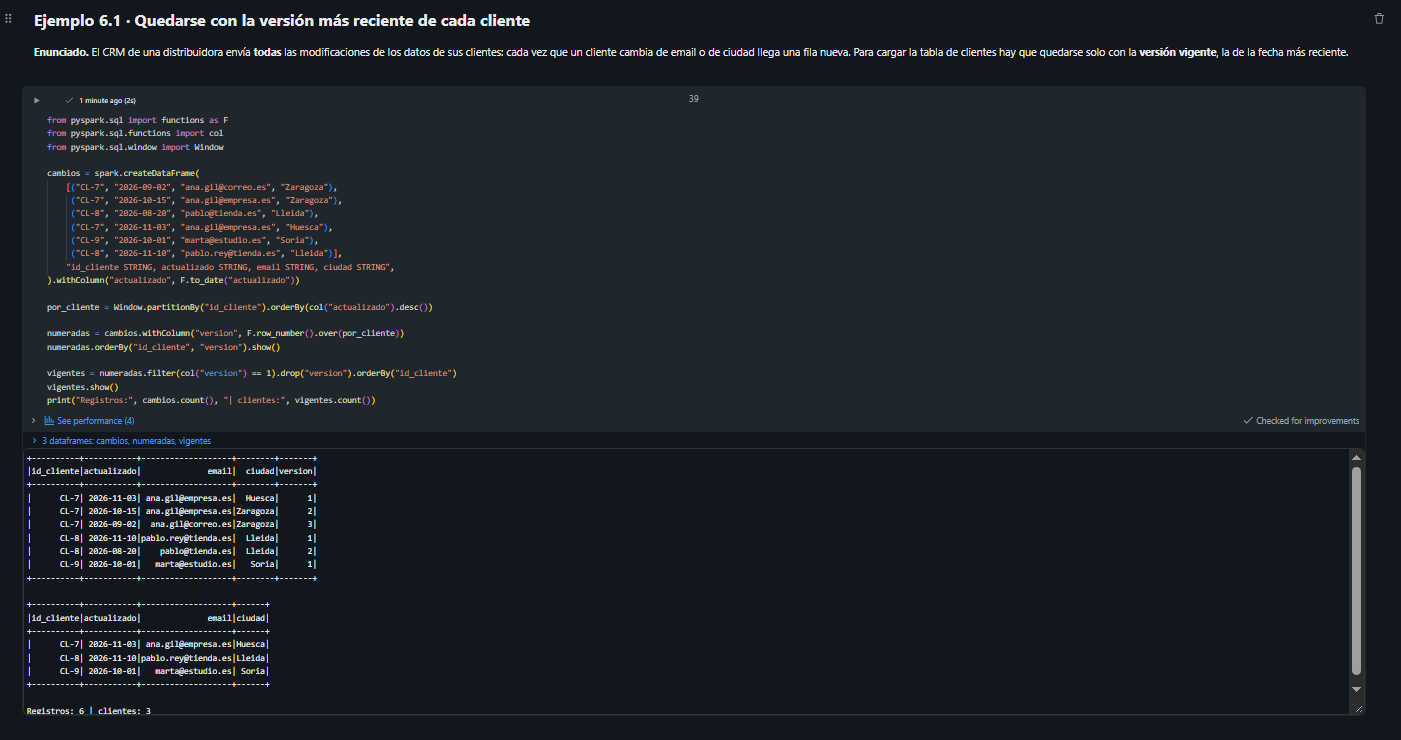 Ejemplo 6.1 · Quedarse con la versión más reciente de cada cliente
Enunciado. El CRM de una distribuidora envía todas las modificaciones de los datos de sus clientes: cada vez que un cliente cambia de email o de ciudad llega una fila nueva. Para cargar la tabla de clientes hay que quedarse solo con la versión vigente, la de la fecha más reciente.
1 minute ago (2s)
39
from pyspark.sql import functions as F
from pyspark.sql.functions import col
from pyspark.sql.window import Window
cambios = spark.createDataFrame(
    [("CL-7", "2026-09-02", "ana.gil@correo.es", "Zaragoza"),
     ("CL-7", "2026-10-15", "ana.gil@empresa.es", "Zaragoza"),
     ("CL-8", "2026-08-20", "pablo@tienda.es", "Lleida"),
     ("CL-7", "2026-11-03", "ana.gil@empresa.es", "Huesca"),
     ("CL-9", "2026-10-01", "marta@estudio.es", "Soria"),
     ("CL-8", "2026-11-10", "pablo.rey@tienda.es", "Lleida")],
    "id_cliente STRING, actualizado STRING, email STRING, ciudad STRING",
).withColumn("actualizado", F.to_date("actualizado"))
por_cliente = Window.partitionBy("id_cliente").orderBy(col("actualizado").desc())
numeradas = cambios.withColumn("version", F.row_number().over(por_cliente))
numeradas.orderBy("id_cliente", "version").show()
vigentes = numeradas.filter(col("version") == 1).drop("version").orderBy("id_cliente")
vigentes.show()
print("Registros:", cambios.count(), "| clientes:", vigentes.count())
See performance (4)
Checked for improvements
3 dataframes: cambios, numeradas, vigentes
+----------+-----------+-------------------+--------+-------+
|id_cliente|actualizado|              email|  ciudad|version|
+----------+-----------+-------------------+--------+-------+
|      CL-7| 2026-11-03| ana.gil@empresa.es|  Huesca|      1|
|      CL-7| 2026-10-15| ana.gil@empresa.es|Zaragoza|      2|
|      CL-7| 2026-09-02|  ana.gil@correo.es|Zaragoza|      3|
|      CL-8| 2026-11-10|pablo.rey@tienda.es|  Lleida|      1|
|      CL-8| 2026-08-20|    pablo@tienda.es|  Lleida|      2|
|      CL-9| 2026-10-01|   marta@estudio.es|   Soria|      1|
+----------+-----------+-------------------+--------+-------+
+----------+-----------+-------------------+------+
|id_cliente|actualizado|              email|ciudad|
+----------+-----------+-------------------+------+
|      CL-7| 2026-11-03| ana.gil@empresa.es|Huesca|
|      CL-8| 2026-11-10|pablo.rey@tienda.es|Lleida|
|      CL-9| 2026-10-01|   marta@estudio.es| Soria|
+----------+-----------+-------------------+------+
Registros: 6 | clientes: 3